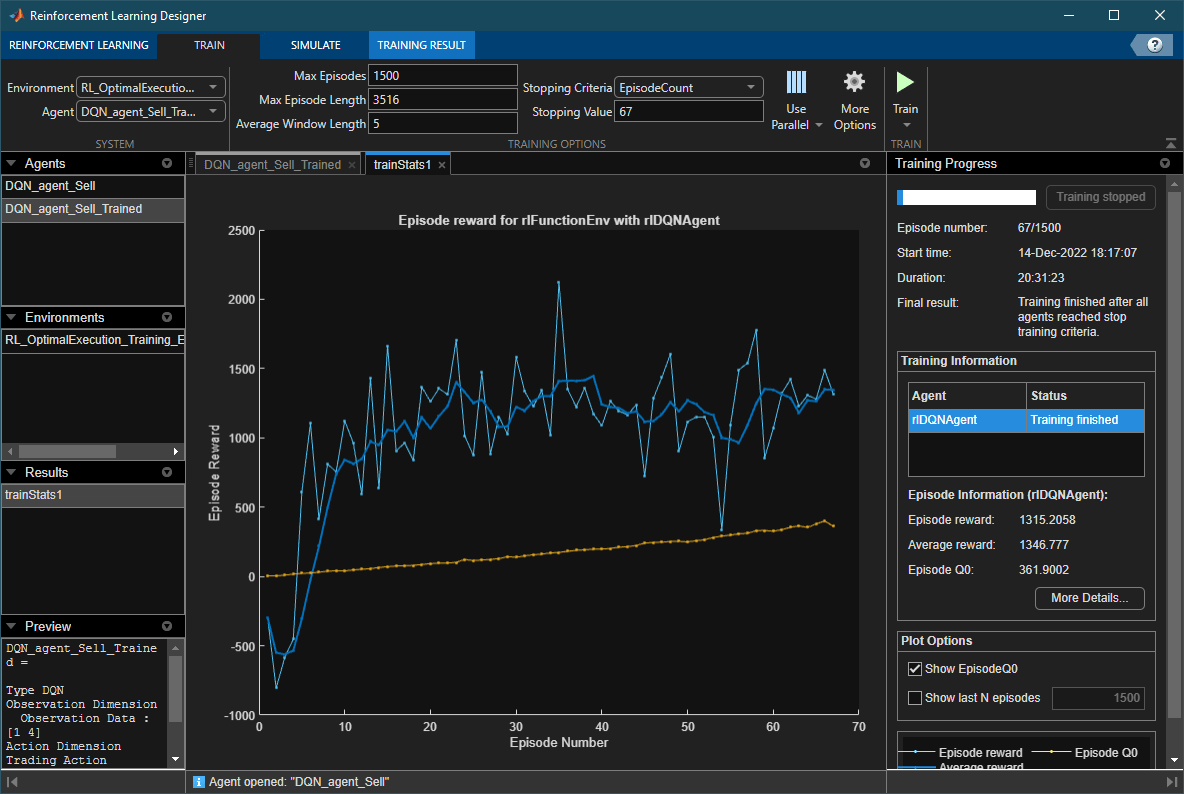 Reinforcement Learning Designer
REINFORCEMENT LEARNING
TRAIN
SIMULATE
TRAINING RESULT
?
Environment RL_OptimalExecutio...
Agent DQN_agent_Sell_Tra...
SYSTEM
Max Episodes 1500
Max Episode Length 3516
Average Window Length 5
Stopping Criteria EpisodeCount
Stopping Value 67
TRAINING OPTIONS
Use
Parallel
More
Options
Train
TRAIN
Agents
DQN_agent_Sell
DQN_agent_Sell_Trained
Environments
RL_OptimalExecution_Training_E
Results
trainStats1
Preview
DQN_agent_Sell_Traine
d =
Type DQN
Observation Dimension
Observation Data :
[1 4]
Action Dimension
Trading Action
DQN_agent_Sell_Trained ×
trainStats1 ×
Episode reward for rlFunctionEnv with rlDQNAgent
2500
2000
1500
1000
500
0
-500
-1000
Episode Reward
0 10 20 30 40 50 60 70
Episode Number
Agent opened: "DQN_agent_Sell"
Training Progress
Training stopped
Episode number: 67/1500
Start time: 14-Dec-2022 18:17:07
Duration: 20:31:23
Final result: Training finished after all
agents reached stop
training criteria.
Training Information
Agent Status
rlDQNAgent Training finished
Episode Information (rlDQNAgent):
Episode reward: 1315.2058
Average reward: 1346.777
Episode Q0: 361.9002
More Details...
Plot Options
Show EpisodeQ0
Show last N episodes 1500
Episode reward Episode Q0
Average reward